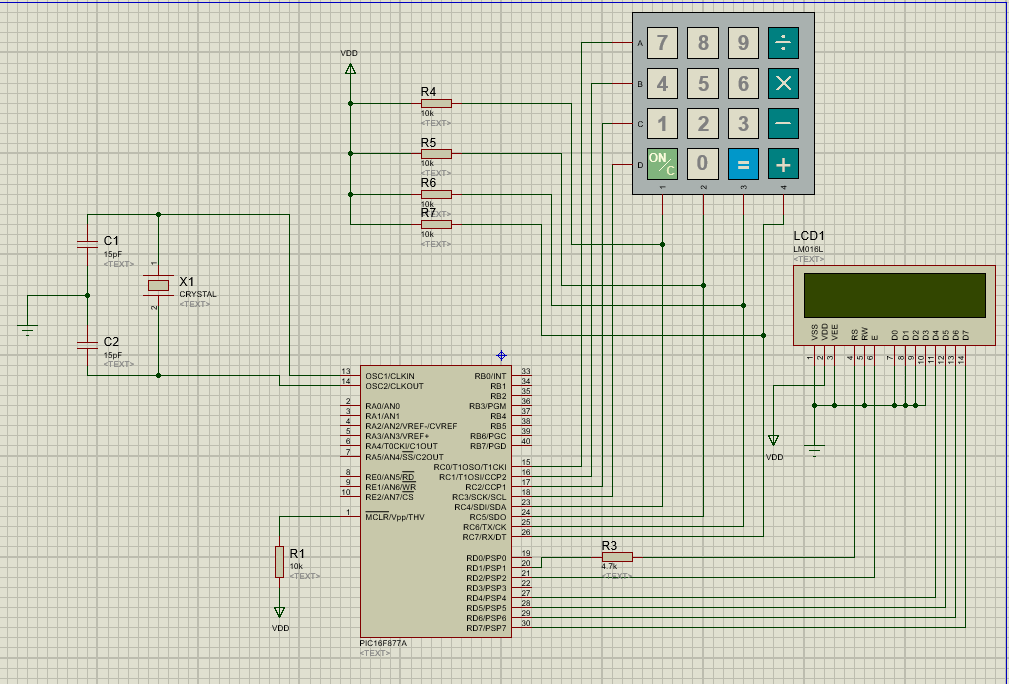 VDD
R4
10k
<TEXT>
R5
10k
<TEXT>
R6
10k
<TEXT>
R7
10k
<TEXT>
A
B
C
D
7 8 9 ÷
4 5 6 ×
1 2 3 −
ON/C 0 = +
1 2 3 4
C1
15pF
<TEXT>
X1
CRYSTAL
<TEXT>
1
2
C2
15pF
<TEXT>
LCD1
LM016L
<TEXT>
VSS VDD VEE RS RW E D0 D1 D2 D3 D4 D5 D6 D7
1 2 3 4 5 6 7 8 9 10 11 12 13 14
VDD
13 OSC1/CLKIN
14 OSC2/CLKOUT
2 RA0/AN0
3 RA1/AN1
4 RA2/AN2/VREF-/CVREF
5 RA3/AN3/VREF+
6 RA4/T0CKI/C1OUT
7 RA5/AN4/SS/C2OUT
8 RE0/AN5/RD
9 RE1/AN6/WR
10 RE2/AN7/CS
1 MCLR/Vpp/THV
RB0/INT 33
RB1 34
RB2 35
RB3/PGM 36
RB4 37
RB5 38
RB6/PGC 39
RB7/PGD 40
RC0/T1OSO/T1CKI 15
RC1/T1OSI/CCP2 16
RC2/CCP1 17
RC3/SCK/SCL 18
RC4/SDI/SDA 23
RC5/SDO 24
RC6/TX/CK 25
RC7/RX/DT 26
RD0/PSP0 19
RD1/PSP1 20
RD2/PSP2 21
RD3/PSP3 22
RD4/PSP4 27
RD5/PSP5 28
RD6/PSP6 29
RD7/PSP7 30
R3
4.7k
<TEXT>
R1
10k
<TEXT>
VDD
PIC16F877A
<TEXT>